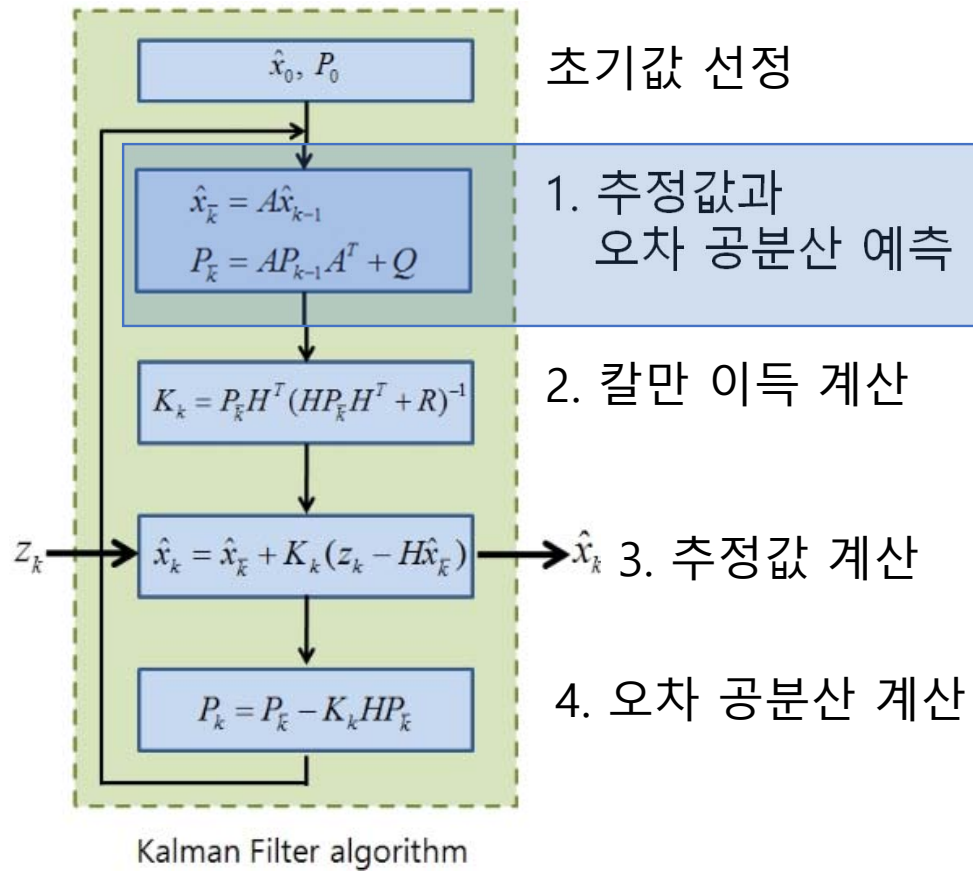 x̂₀, P₀
초기값 선정
x̂_k̄ = Ax̂_{k−1}
P_k̄ = AP_{k−1}A^T + Q
1. 추정값과
오차 공분산 예측
K_k = P_k̄H^T(HP_k̄H^T + R)^{−1}
2. 칼만 이득 계산
z_k
x̂_k = x̂_k̄ + K_k(z_k − Hx̂_k̄)
x̂_k
3. 추정값 계산
P_k = P_k̄ − K_kHP_k̄
4. 오차 공분산 계산
Kalman Filter algorithm